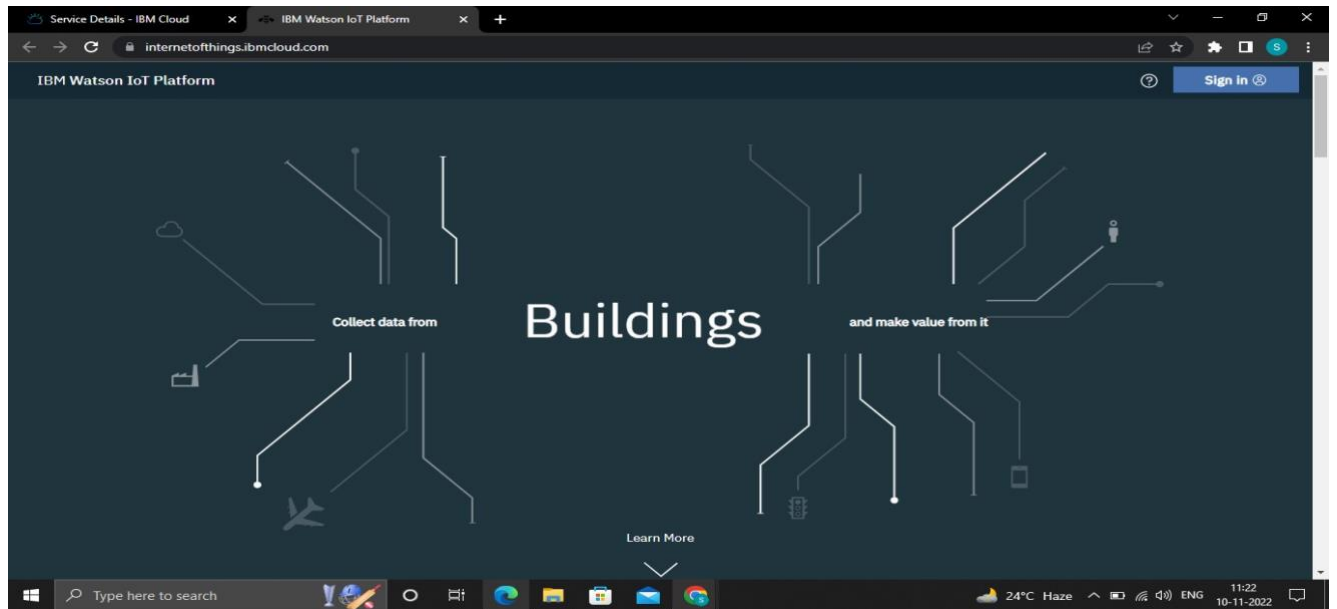 Service Details - IBM Cloud
IBM Watson IoT Platform
internetofthings.ibmcloud.com
S
IBM Watson IoT Platform
Sign in
Collect data from
Buildings
and make value from it
Learn More
Type here to search
24°C Haze
ENG
11:22
10-11-2022